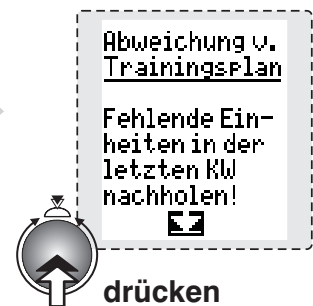 Abweichung v.
Trainingsplan
Fehlende Ein-
heiten in der
letzten KW
nachholen!
drücken